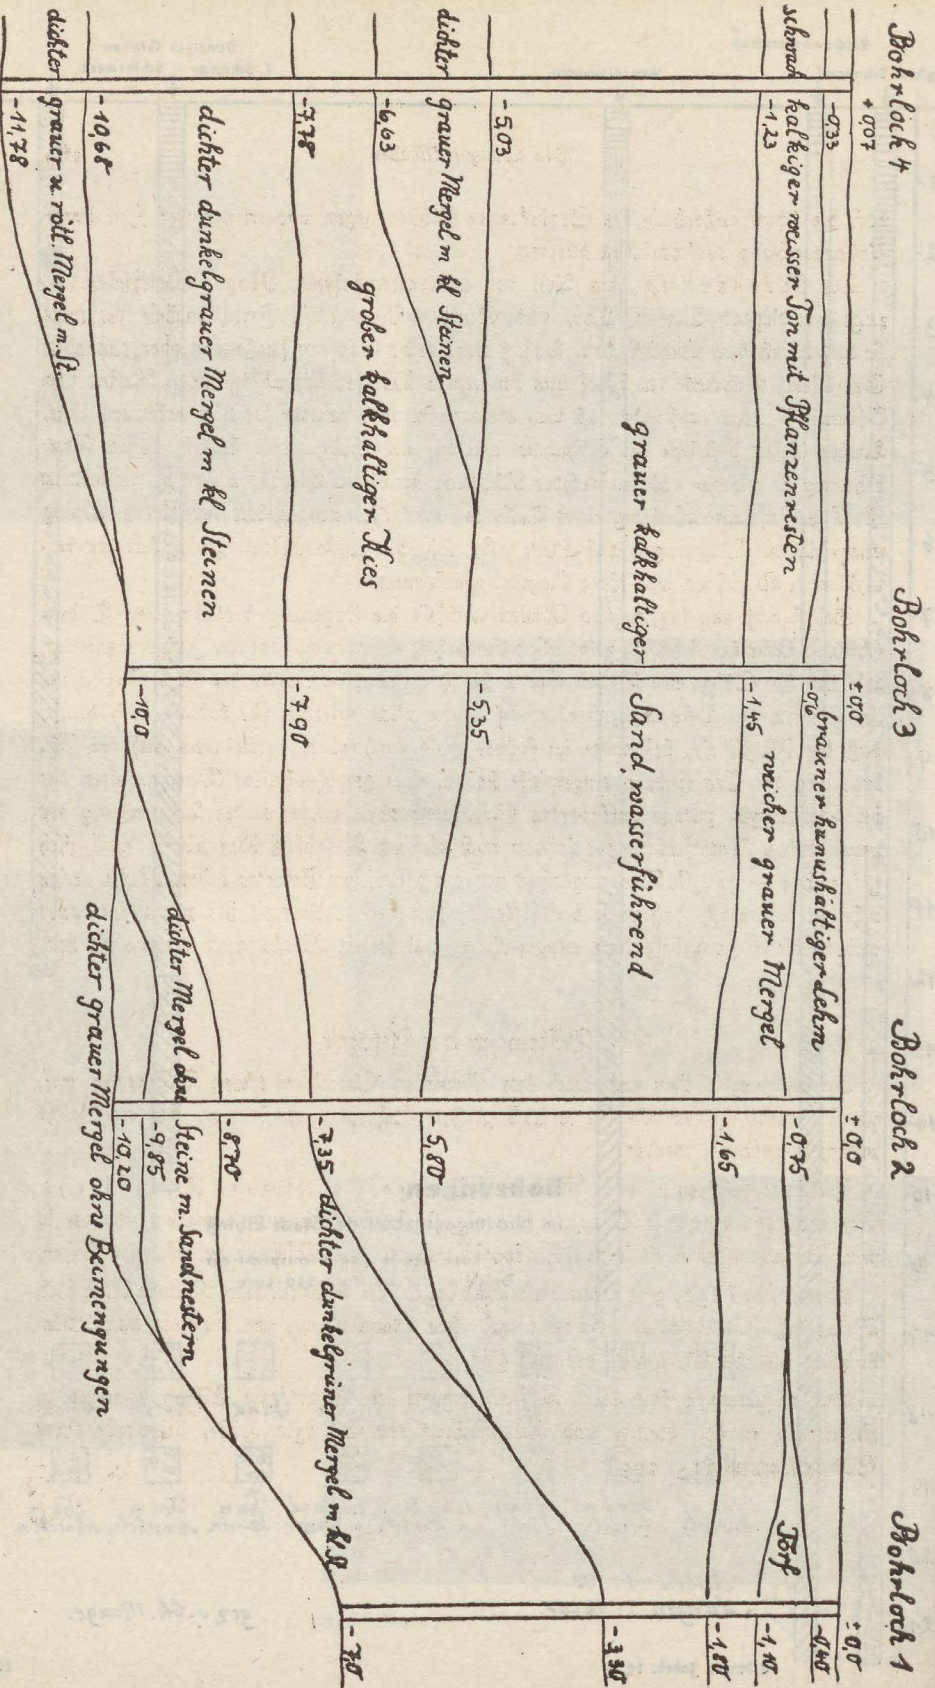 Bohrloch 4
Bohrloch 3
Bohrloch 2
Bohrloch 1
+ 0,07
± 0,0
± 0,0
± 0,0
-0,33
-0,6
-0,75
-0,40
brauner humushältiger Lehm
schwach kalkiger weisser Ton mit Pflanzenresten
weicher grauer Mergel
Torf
-1,10
-1,23
-1,45
-1,65
-1,80
grauer kalkhaltiger Sand, wasserführend
-5,03
-5,35
-5,80
-3,30
dichter grauer Mergel m kl Steinen
-6,63
grober kalkhaltiger Kies
-7,78
-7,90
-7,35
-7,0
dichter dunkelgrüner Mergel m kl. St.
dichter dunkelgrauer Mergel m kl Steinen
-8,70
dichter Mergel ohne Steine m. Sandnestern
-10,68
-10,0
-9,85
-10,20
dichter grauer u. rötl. Mergel m. St.
-11,78
dichter grauer Mergel ohne Beimengungen